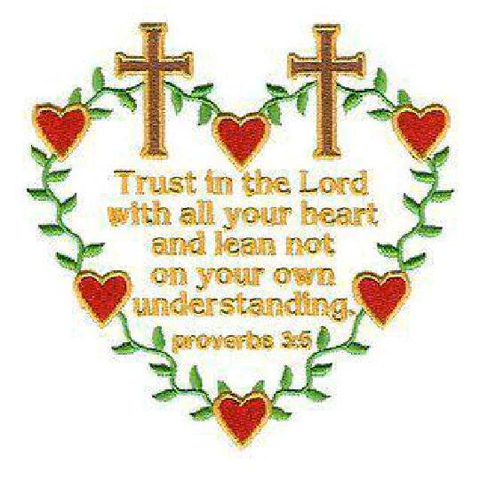 Trust in the Lord
with all your heart
and lean not
on your own
understanding.
proverbs 3:5